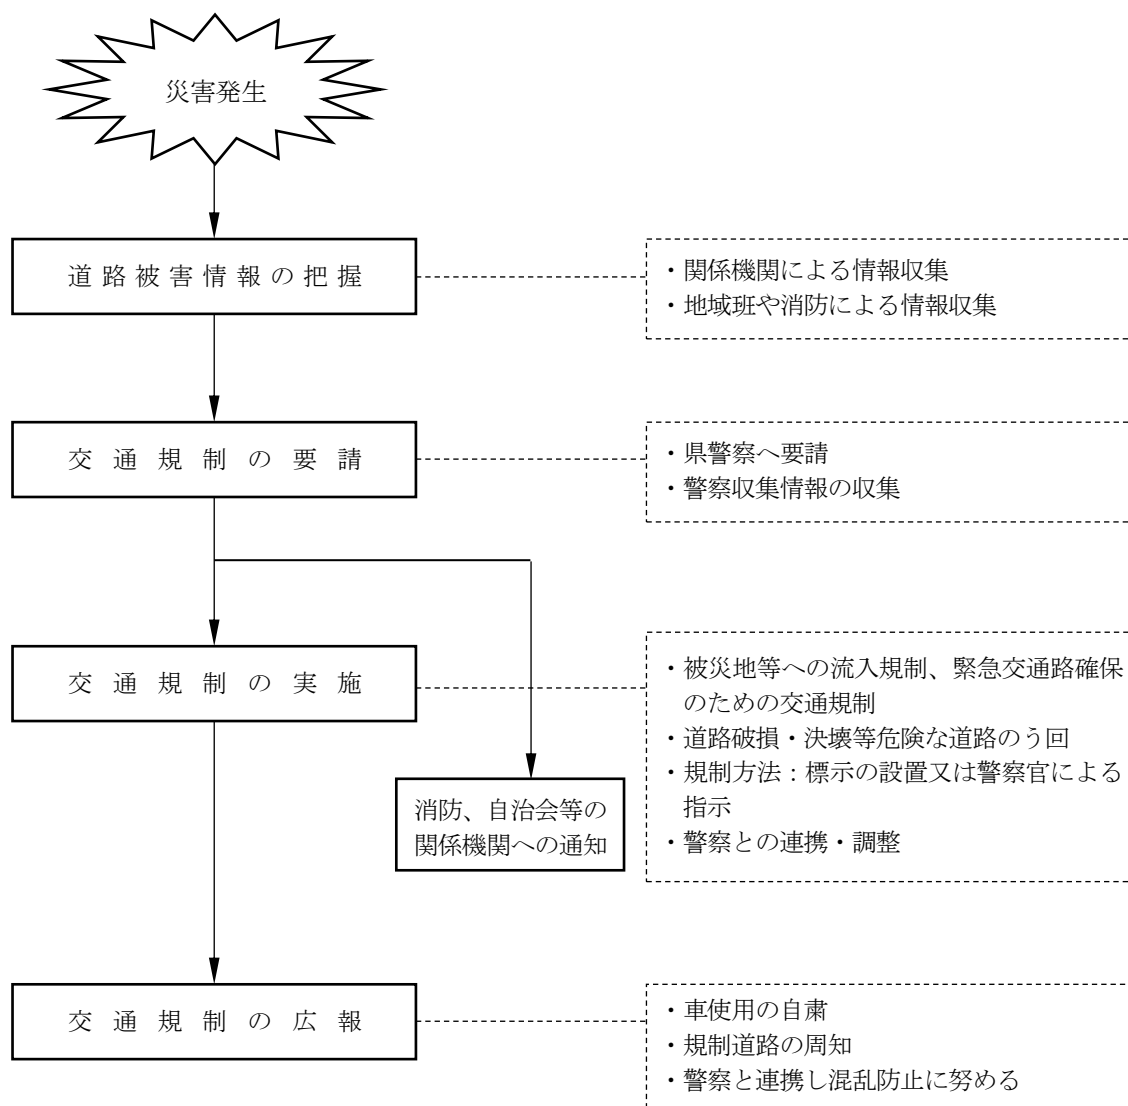 災害発生
道路被害情報の把握
・関係機関による情報収集
・地域班や消防による情報収集
交通規制の要請
・県警察へ要請
・警察収集情報の収集
交通規制の実施
・被災地等への流入規制、緊急交通路確保
のための交通規制
・道路破損・決壊等危険な道路のう回
・規制方法：標示の設置又は警察官による
指示
・警察との連携・調整
消防、自治会等の
関係機関への通知
交通規制の広報
・車使用の自粛
・規制道路の周知
・警察と連携し混乱防止に努める